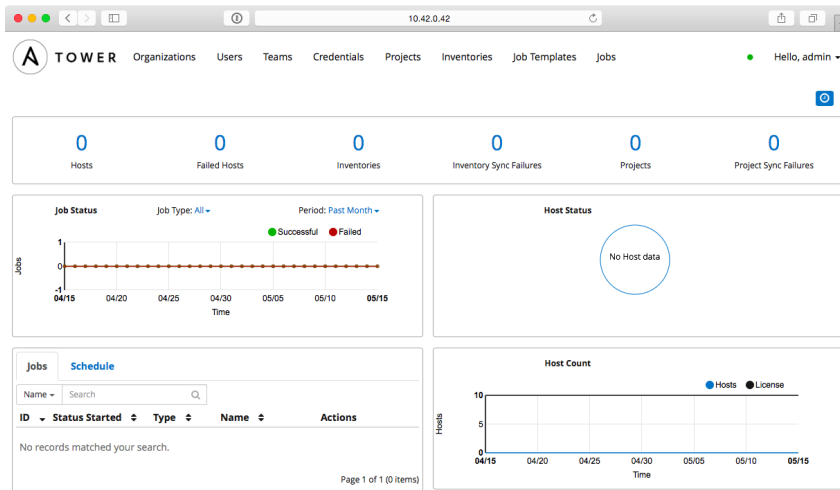 10.42.0.42
A TOWER Organizations Users Teams Credentials Projects Inventories Job Templates Jobs Hello, admin
0 0 0 0 0 0
Hosts Failed Hosts Inventories Inventory Sync Failures Projects Project Sync Failures
Job Status Job Type: All Period: Past Month
Successful Failed
1
0
-1
Jobs
04/15 04/20 04/25 04/30 05/05 05/10 05/15
Time
Host Status
No Host data
Jobs Schedule
Name Search
ID Status Started Type Name Actions
No records matched your search.
Page 1 of 1 (0 items)
Host Count
Hosts License
10
5
0
Hosts
04/15 04/20 04/25 04/30 05/05 05/10 05/15
Time